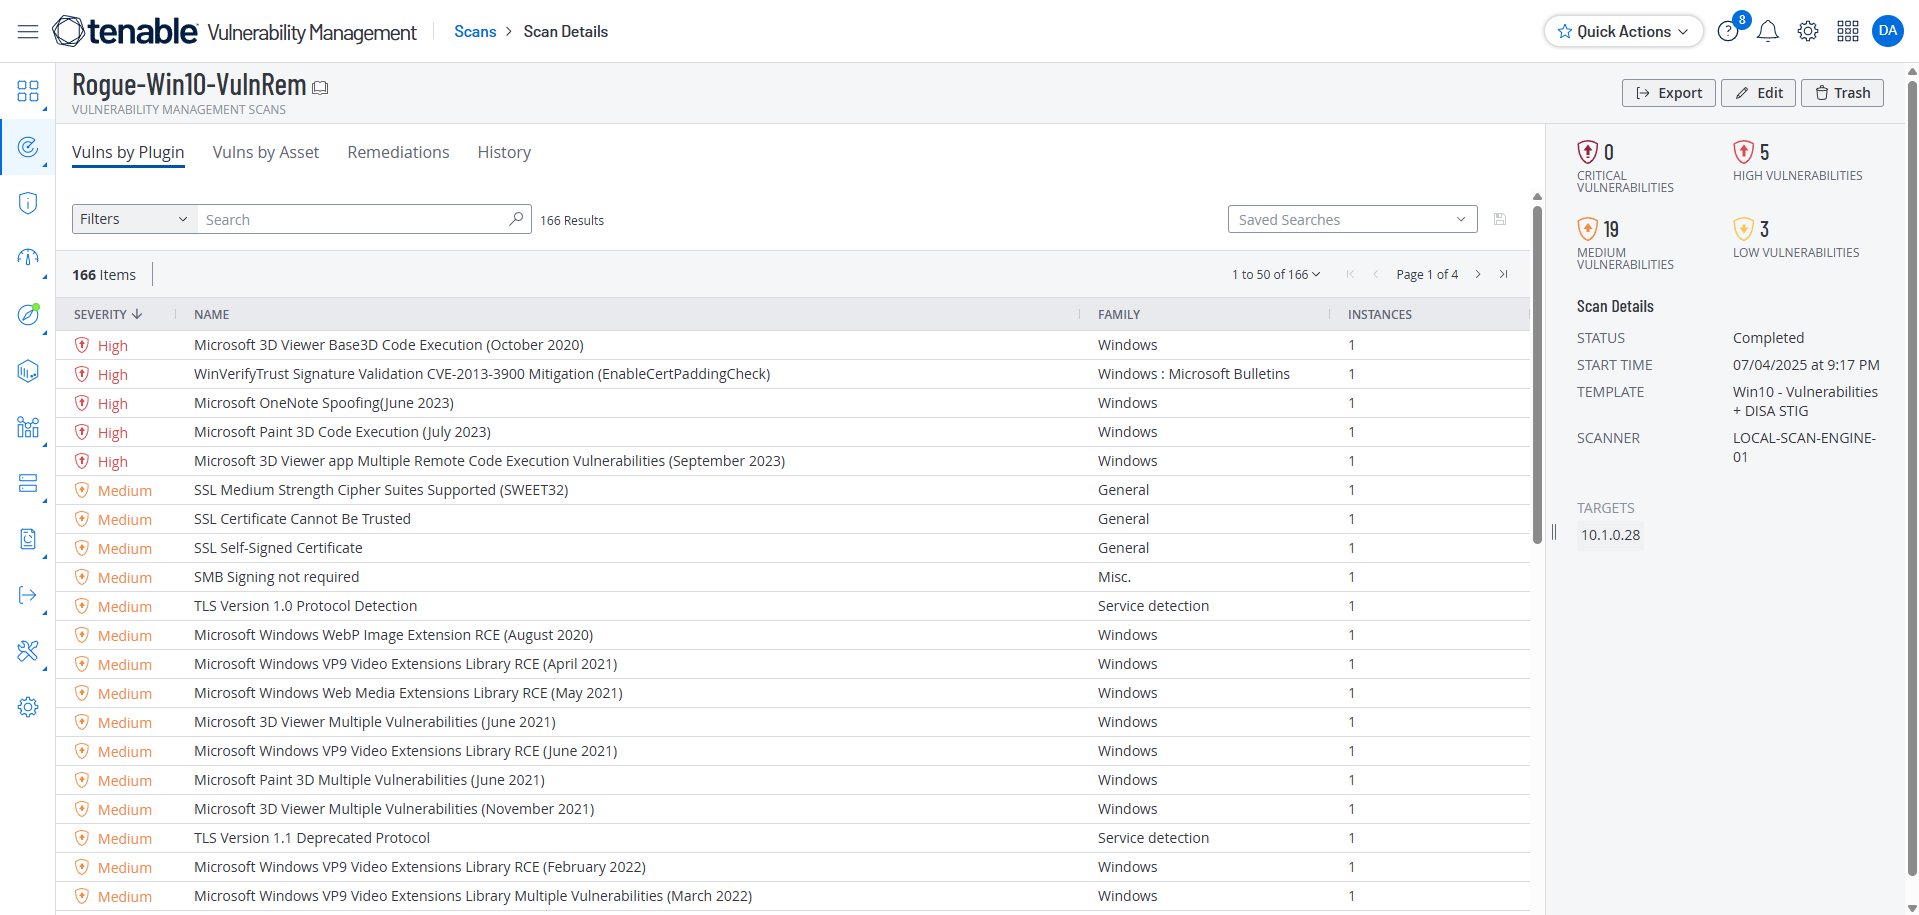 tenable Vulnerability Management
Scans > Scan Details
Quick Actions
8
DA
Rogue-Win10-VulnRem
VULNERABILITY MANAGEMENT SCANS
Export
Edit
Trash
Vulns by Plugin
Vulns by Asset
Remediations
History
Filters
Search
166 Results
Saved Searches
166 Items
1 to 50 of 166
Page 1 of 4
SEVERITY NAME FAMILY INSTANCES
High Microsoft 3D Viewer Base3D Code Execution (October 2020) Windows 1
High WinVerifyTrust Signature Validation CVE-2013-3900 Mitigation (EnableCertPaddingCheck) Windows : Microsoft Bulletins 1
High Microsoft OneNote Spoofing(June 2023) Windows 1
High Microsoft Paint 3D Code Execution (July 2023) Windows 1
High Microsoft 3D Viewer app Multiple Remote Code Execution Vulnerabilities (September 2023) Windows 1
Medium SSL Medium Strength Cipher Suites Supported (SWEET32) General 1
Medium SSL Certificate Cannot Be Trusted General 1
Medium SSL Self-Signed Certificate General 1
Medium SMB Signing not required Misc. 1
Medium TLS Version 1.0 Protocol Detection Service detection 1
Medium Microsoft Windows WebP Image Extension RCE (August 2020) Windows 1
Medium Microsoft Windows VP9 Video Extensions Library RCE (April 2021) Windows 1
Medium Microsoft Windows Web Media Extensions Library RCE (May 2021) Windows 1
Medium Microsoft 3D Viewer Multiple Vulnerabilities (June 2021) Windows 1
Medium Microsoft Windows VP9 Video Extensions Library RCE (June 2021) Windows 1
Medium Microsoft Paint 3D Multiple Vulnerabilities (June 2021) Windows 1
Medium Microsoft 3D Viewer Multiple Vulnerabilities (November 2021) Windows 1
Medium TLS Version 1.1 Deprecated Protocol Service detection 1
Medium Microsoft Windows VP9 Video Extensions Library RCE (February 2022) Windows 1
Medium Microsoft Windows VP9 Video Extensions Library Multiple Vulnerabilities (March 2022) Windows 1
0
CRITICAL
VULNERABILITIES
5
HIGH VULNERABILITIES
19
MEDIUM
VULNERABILITIES
3
LOW VULNERABILITIES
Scan Details
STATUS Completed
START TIME 07/04/2025 at 9:17 PM
TEMPLATE Win10 - Vulnerabilities
+ DISA STIG
SCANNER LOCAL-SCAN-ENGINE-
01
TARGETS
10.1.0.28